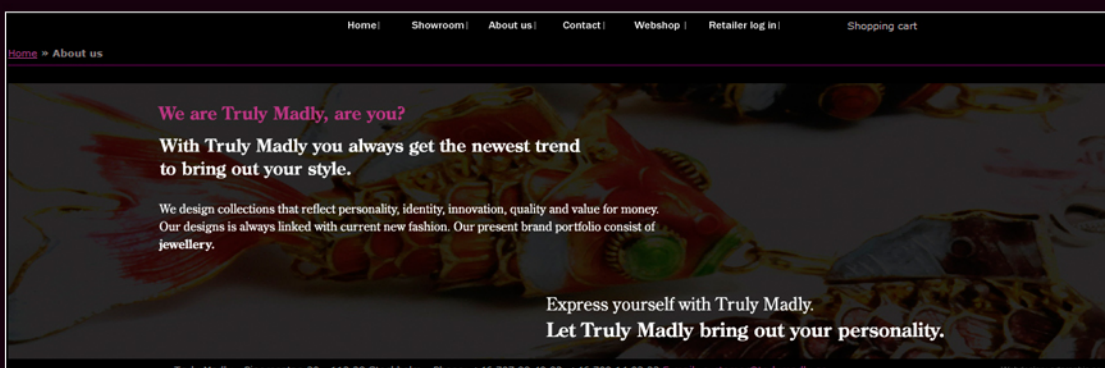 Home| Showroom| About us| Contact| Webshop | Retailer log in| Shopping cart
Home » About us
We are Truly Madly, are you?
With Truly Madly you always get the newest trend
to bring out your style.
We design collections that reflect personality, identity, innovation, quality and value for money.
Our designs is always linked with current new fashion. Our present brand portfolio consist of
jewellery.
Express yourself with Truly Madly.
Let Truly Madly bring out your personality.